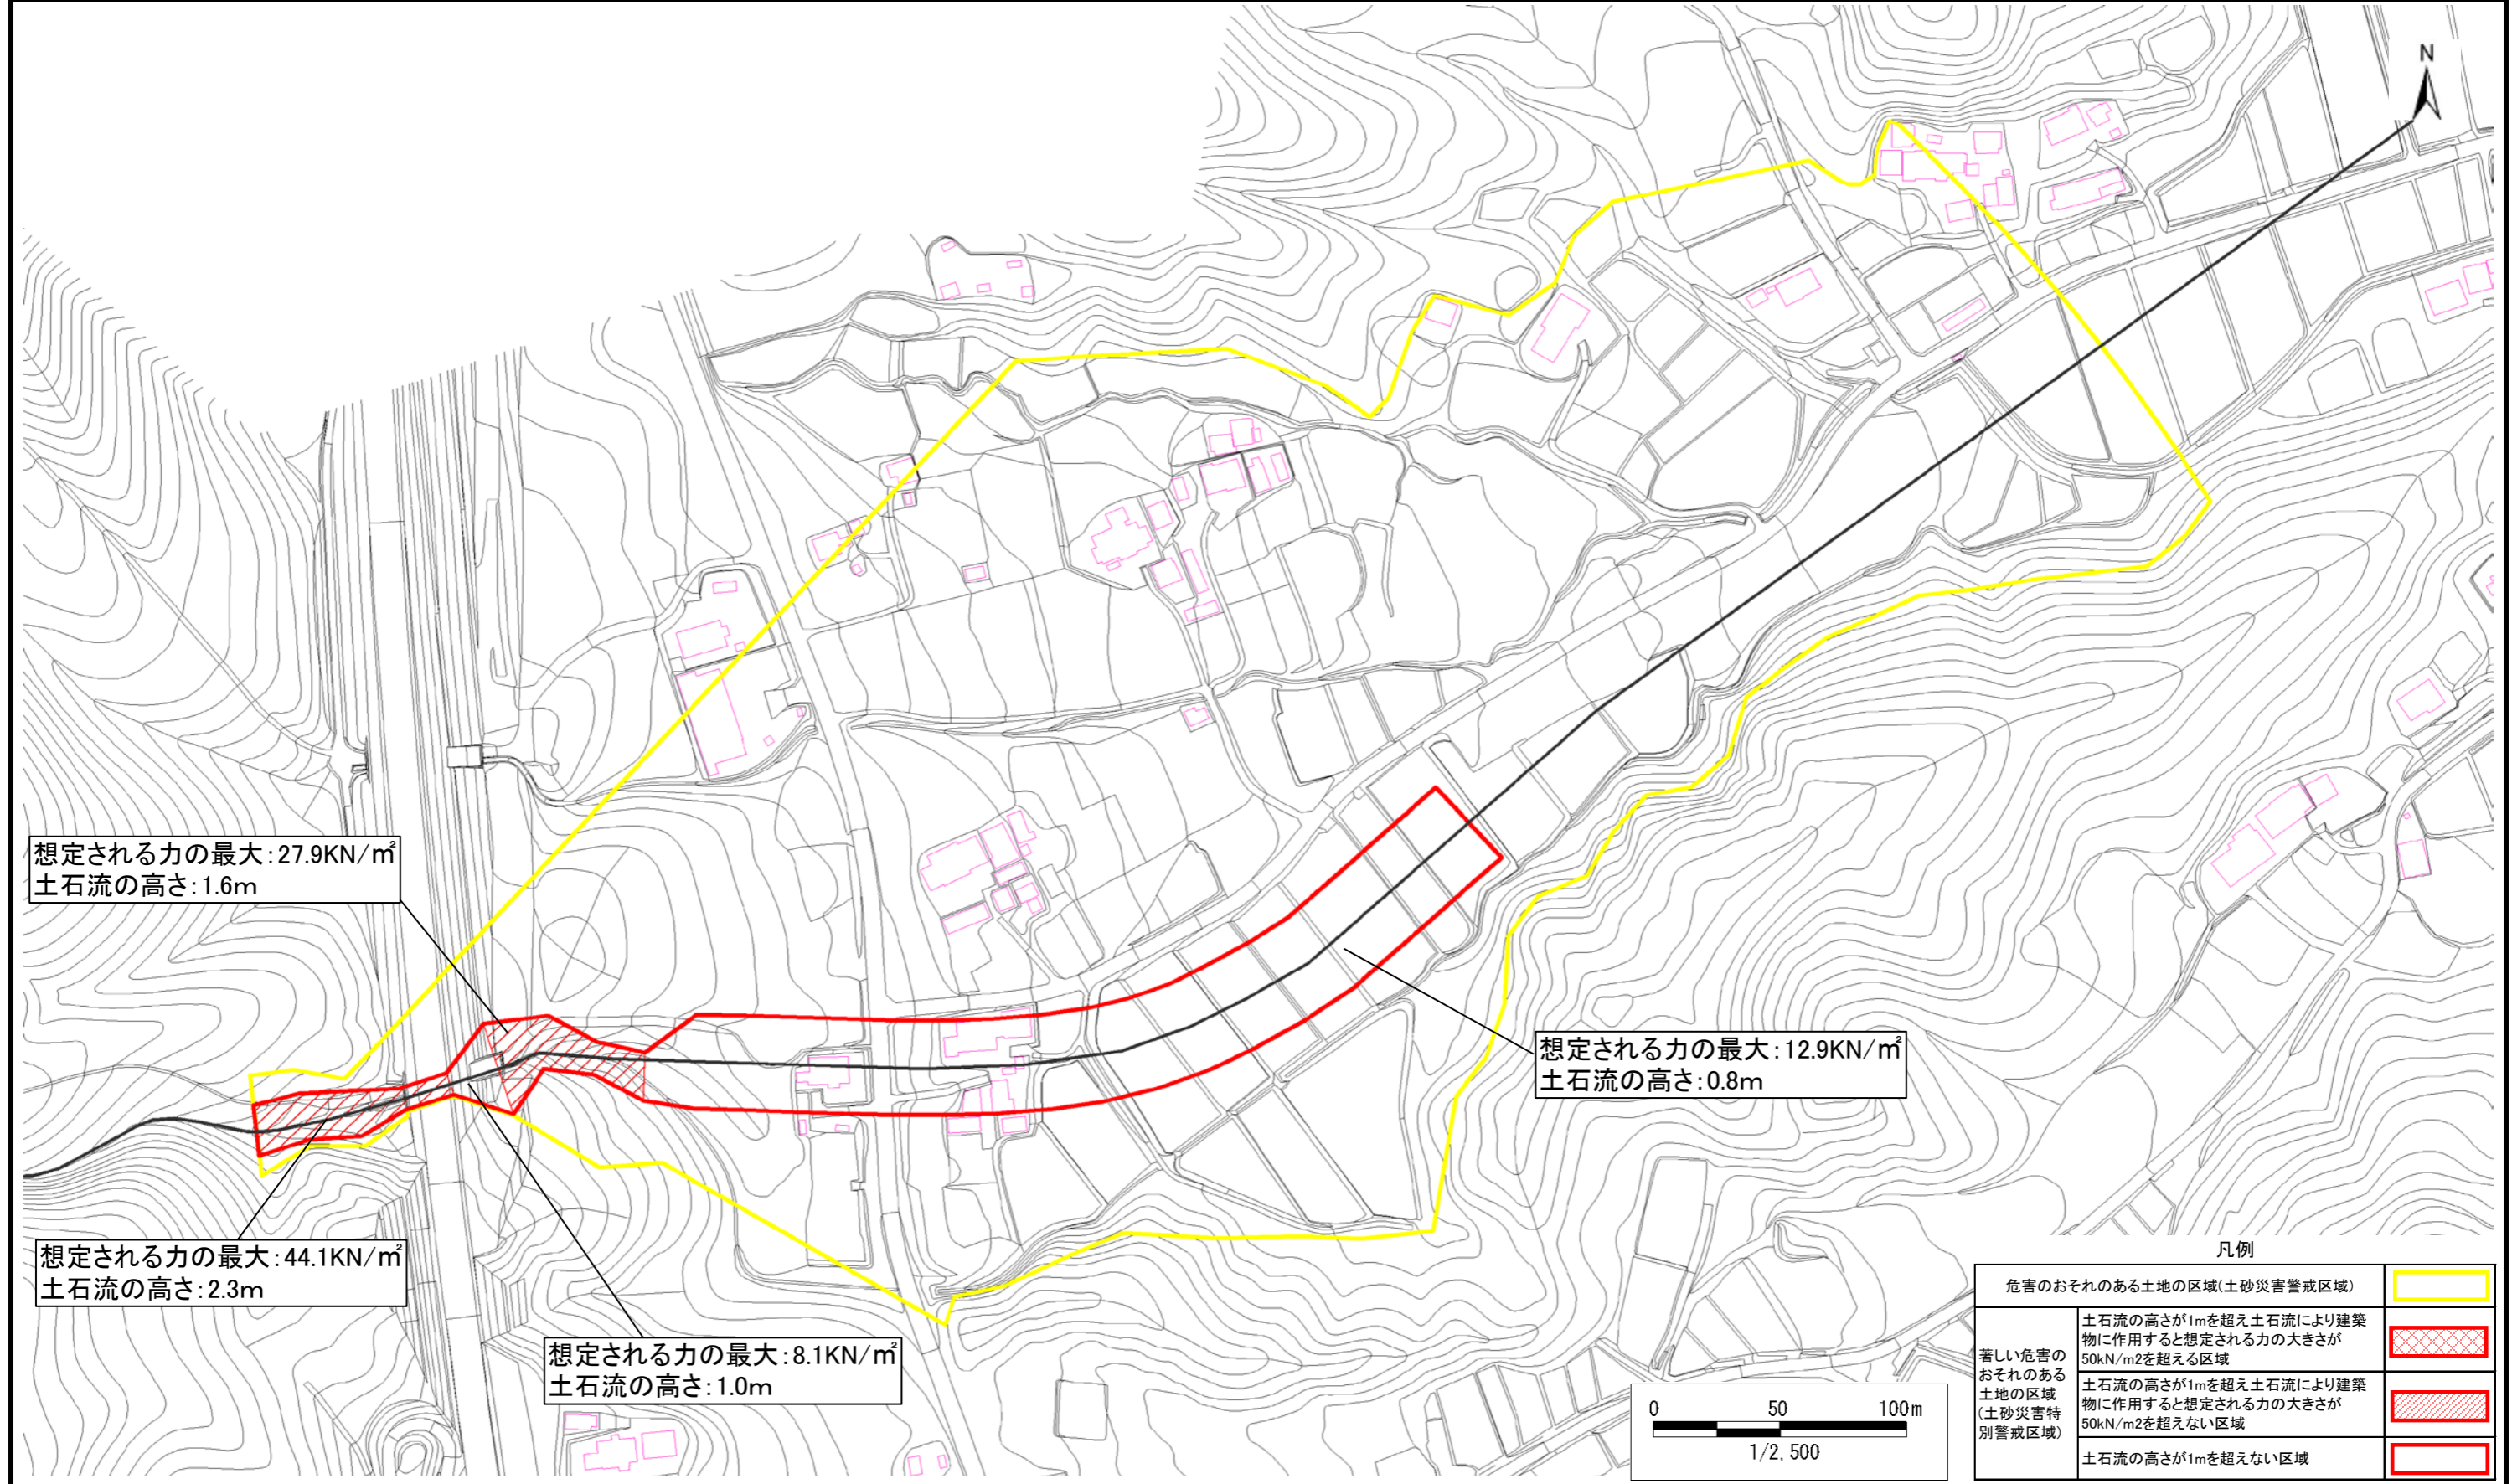 N
想定される力の最大:27.9KN/㎡
土石流の高さ:1.6m
想定される力の最大:12.9KN/㎡
土石流の高さ:0.8m
想定される力の最大:44.1KN/㎡
土石流の高さ:2.3m
想定される力の最大:8.1KN/㎡
土石流の高さ:1.0m
0 50 100m
1/2,500
凡例
危害のおそれのある土地の区域(土砂災害警戒区域)
著しい危害の
おそれのある
土地の区域
(土砂災害特
別警戒区域)
土石流の高さが1mを超え土石流により建築
物に作用すると想定される力の大きさが
50kN/m2を超える区域
土石流の高さが1mを超え土石流により建築
物に作用すると想定される力の大きさが
50kN/m2を超えない区域
土石流の高さが1mを超えない区域